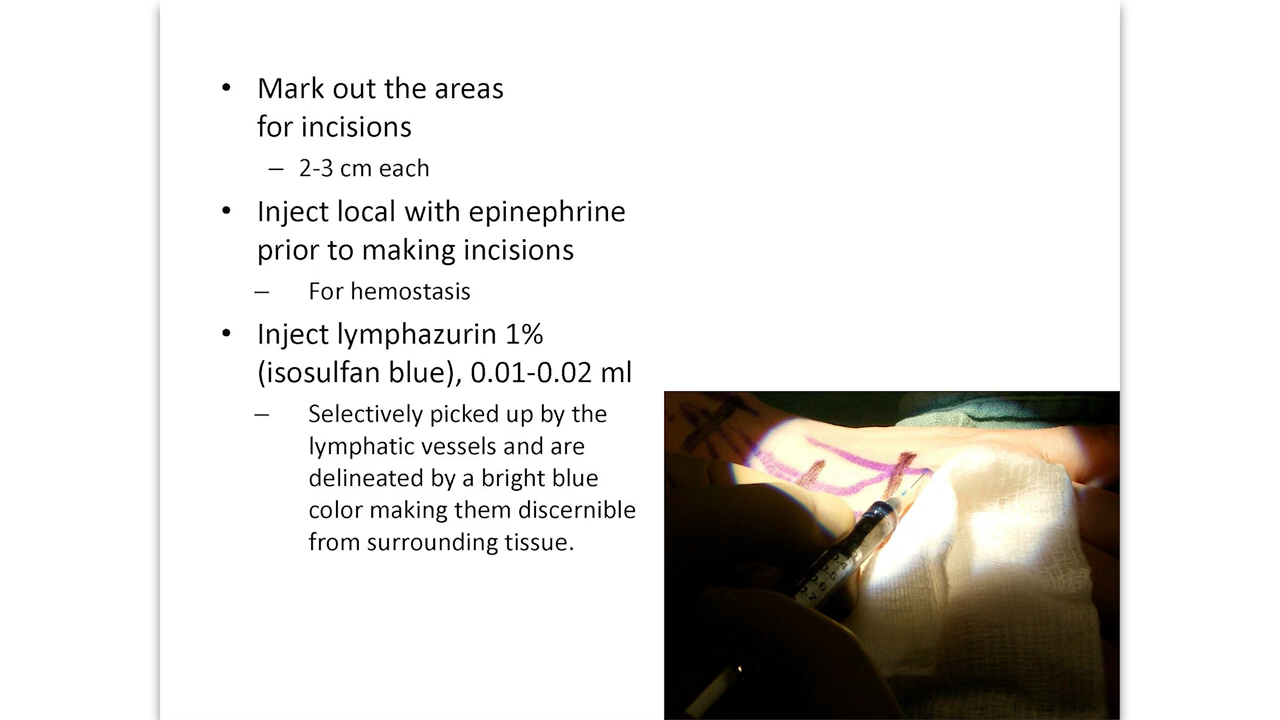 • Mark out the areas
for incisions
– 2-3 cm each
• Inject local with epinephrine
prior to making incisions
– For hemostasis
• Inject lymphazurin 1%
(isosulfan blue), 0.01-0.02 ml
– Selectively picked up by the
lymphatic vessels and are
delineated by a bright blue
color making them discernible
from surrounding tissue.